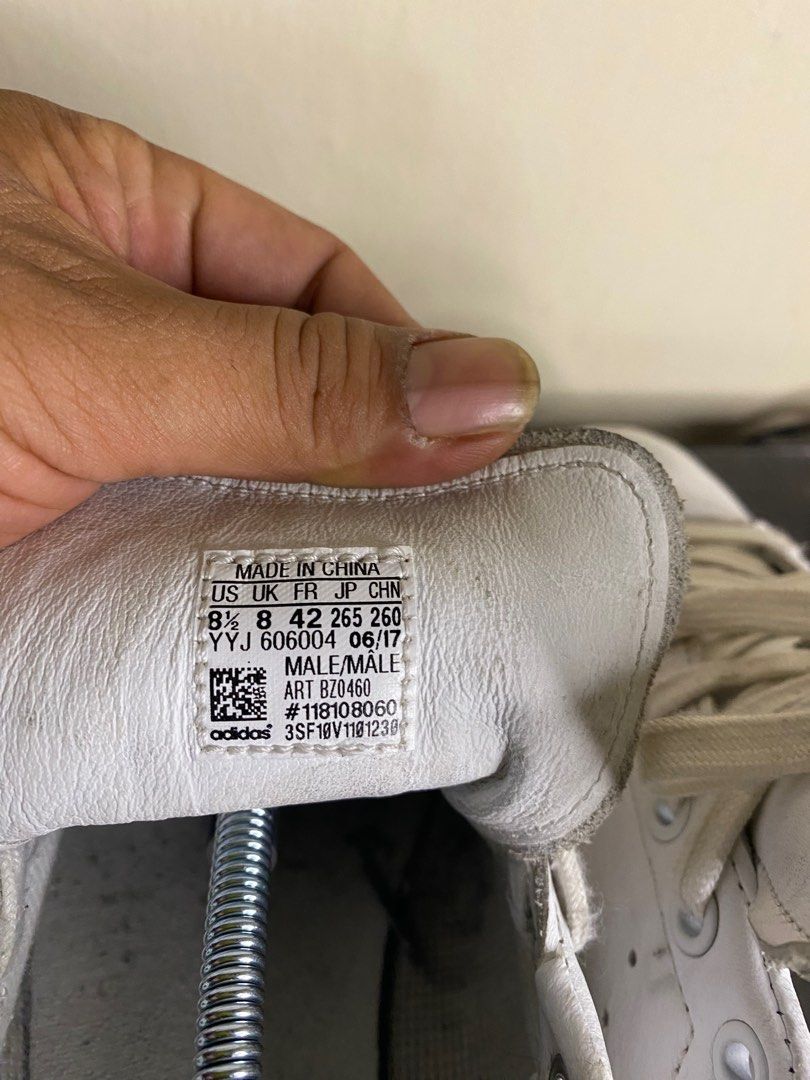 MADE IN CHINA
US UK FR JP CHN
8½ 8 42 265 260
YYJ 606004 06/17
MALE/MÂLE
ART BZ0460
#118108060
adidas 3SF10V1101230